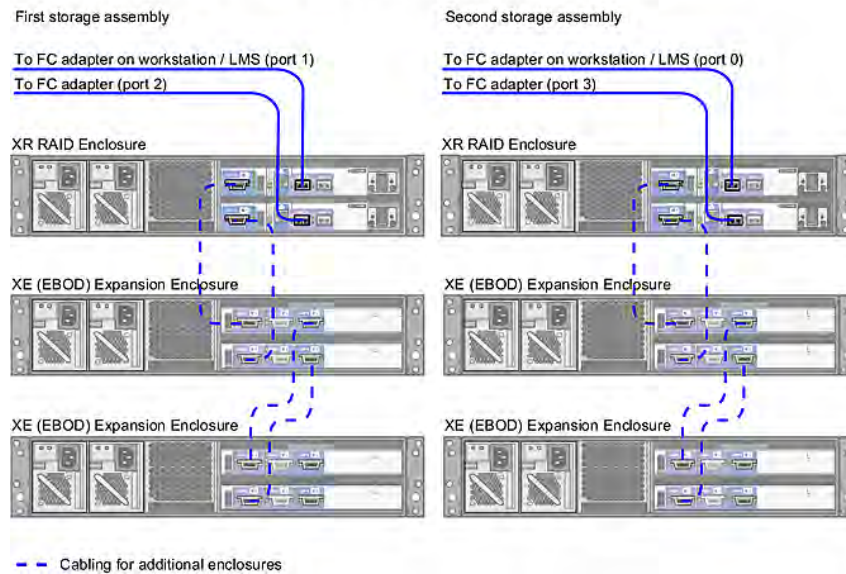 First storage assembly
To FC adapter on workstation / LMS (port 1)
To FC adapter (port 2)
XR RAID Enclosure
XE (EBOD) Expansion Enclosure
XE (EBOD) Expansion Enclosure
Second storage assembly
To FC adapter on workstation / LMS (port 0)
To FC adapter (port 3)
XR RAID Enclosure
XE (EBOD) Expansion Enclosure
XE (EBOD) Expansion Enclosure
Cabling for additional enclosures